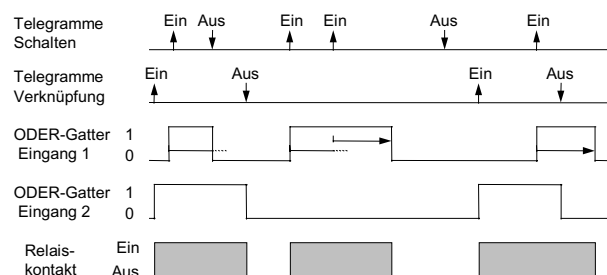 Telegramme Schalten
Ein Aus Ein Ein Aus Ein
Telegramme Verknüpfung
Ein Aus Ein Aus
ODER-Gatter 1
Eingang 1 0
ODER-Gatter 1
Eingang 2 0
Relais- Ein
kontakt Aus